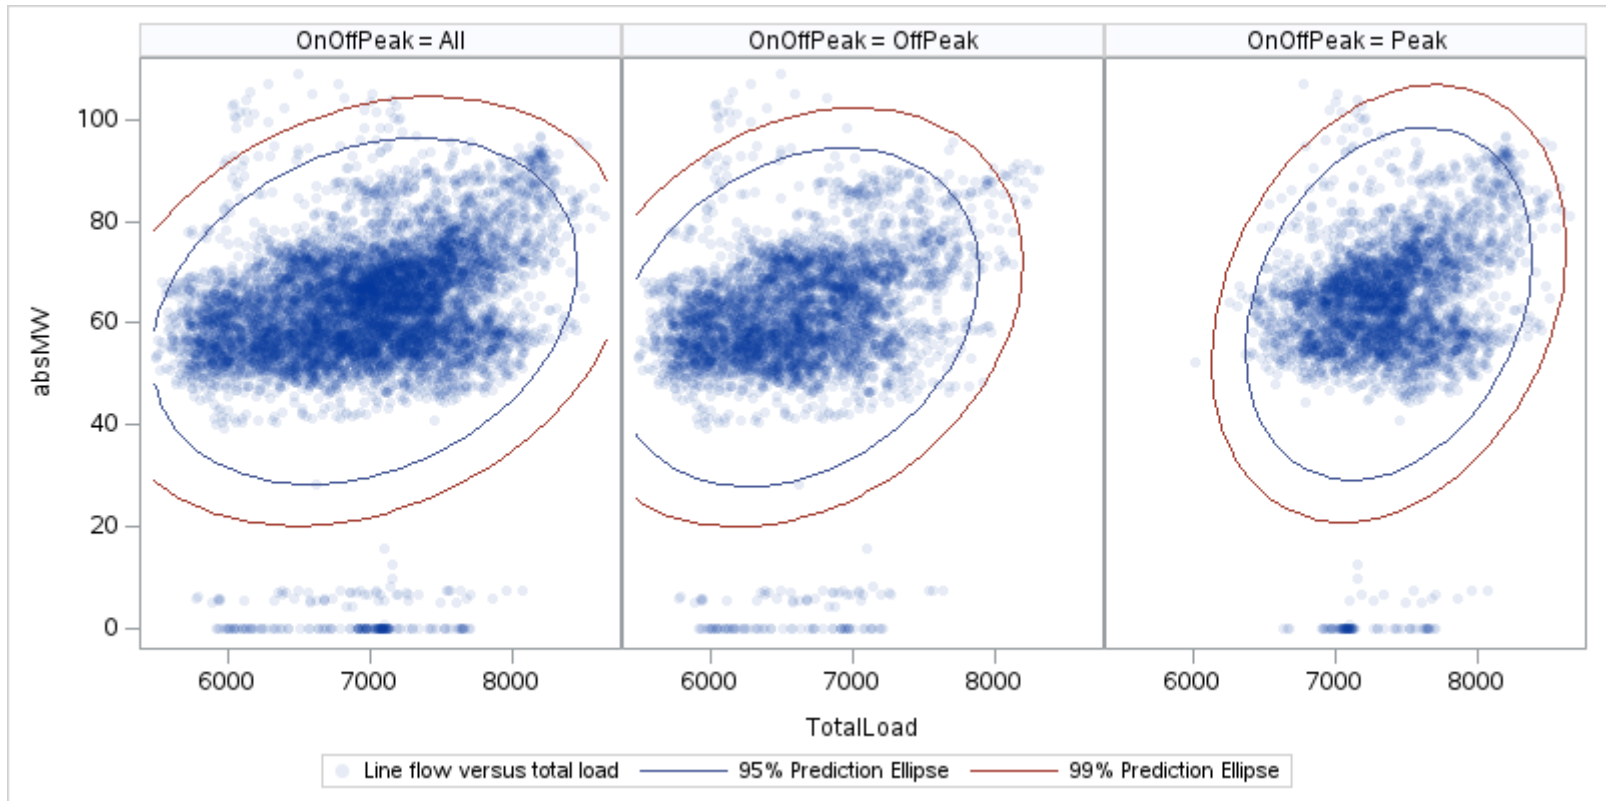 OnOffPeak = All
OnOffPeak = OffPeak
OnOffPeak = Peak
absMW
100
80
60
40
20
0
6000 7000 8000
6000 7000 8000
6000 7000 8000
TotalLoad
Line flow versus total load
95% Prediction Ellipse
99% Prediction Ellipse